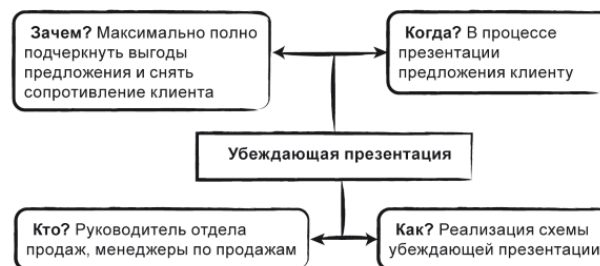 Зачем? Максимально полно
подчеркнуть выгоды
предложения и снять
сопротивление клиента
Когда? В процессе
презентации
предложения клиенту
Убеждающая презентация
Кто? Руководитель отдела
продаж, менеджеры по продажам
Как? Реализация схемы
убеждающей презентации